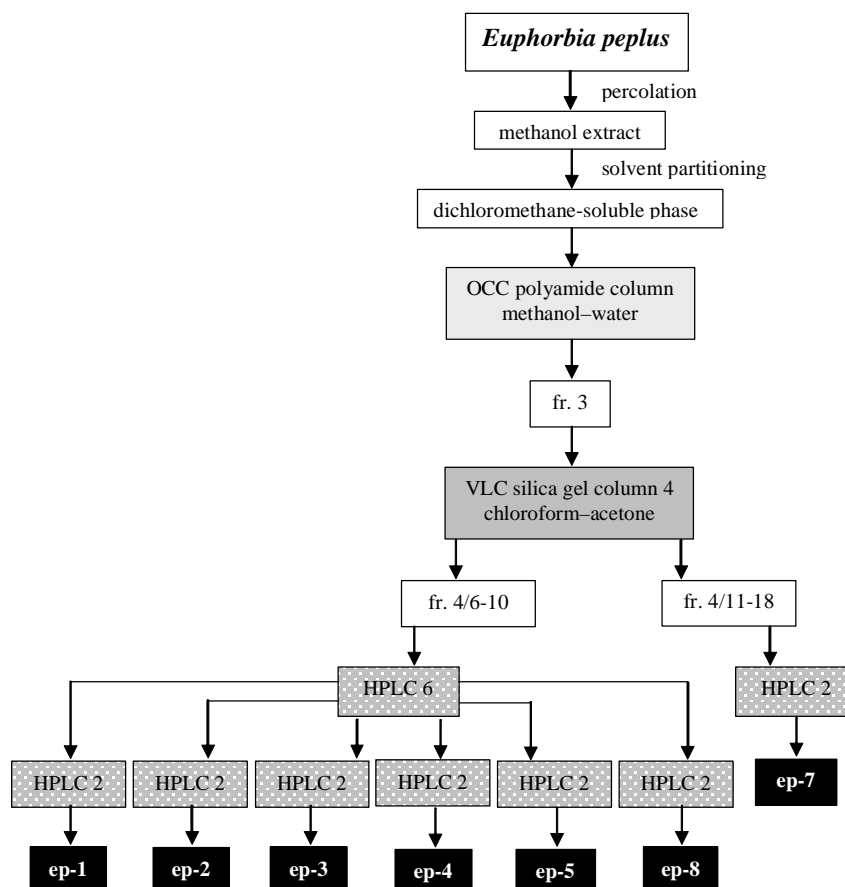 Euphorbia peplus
percolation
methanol extract
solvent partitioning
dichloromethane-soluble phase
OCC polyamide column
methanol–water
fr. 3
VLC silica gel column 4
chloroform–acetone
fr. 4/6-10
fr. 4/11-18
HPLC 6
HPLC 2
HPLC 2
HPLC 2
HPLC 2
HPLC 2
HPLC 2
HPLC 2
ep-7
ep-1
ep-2
ep-3
ep-4
ep-5
ep-8